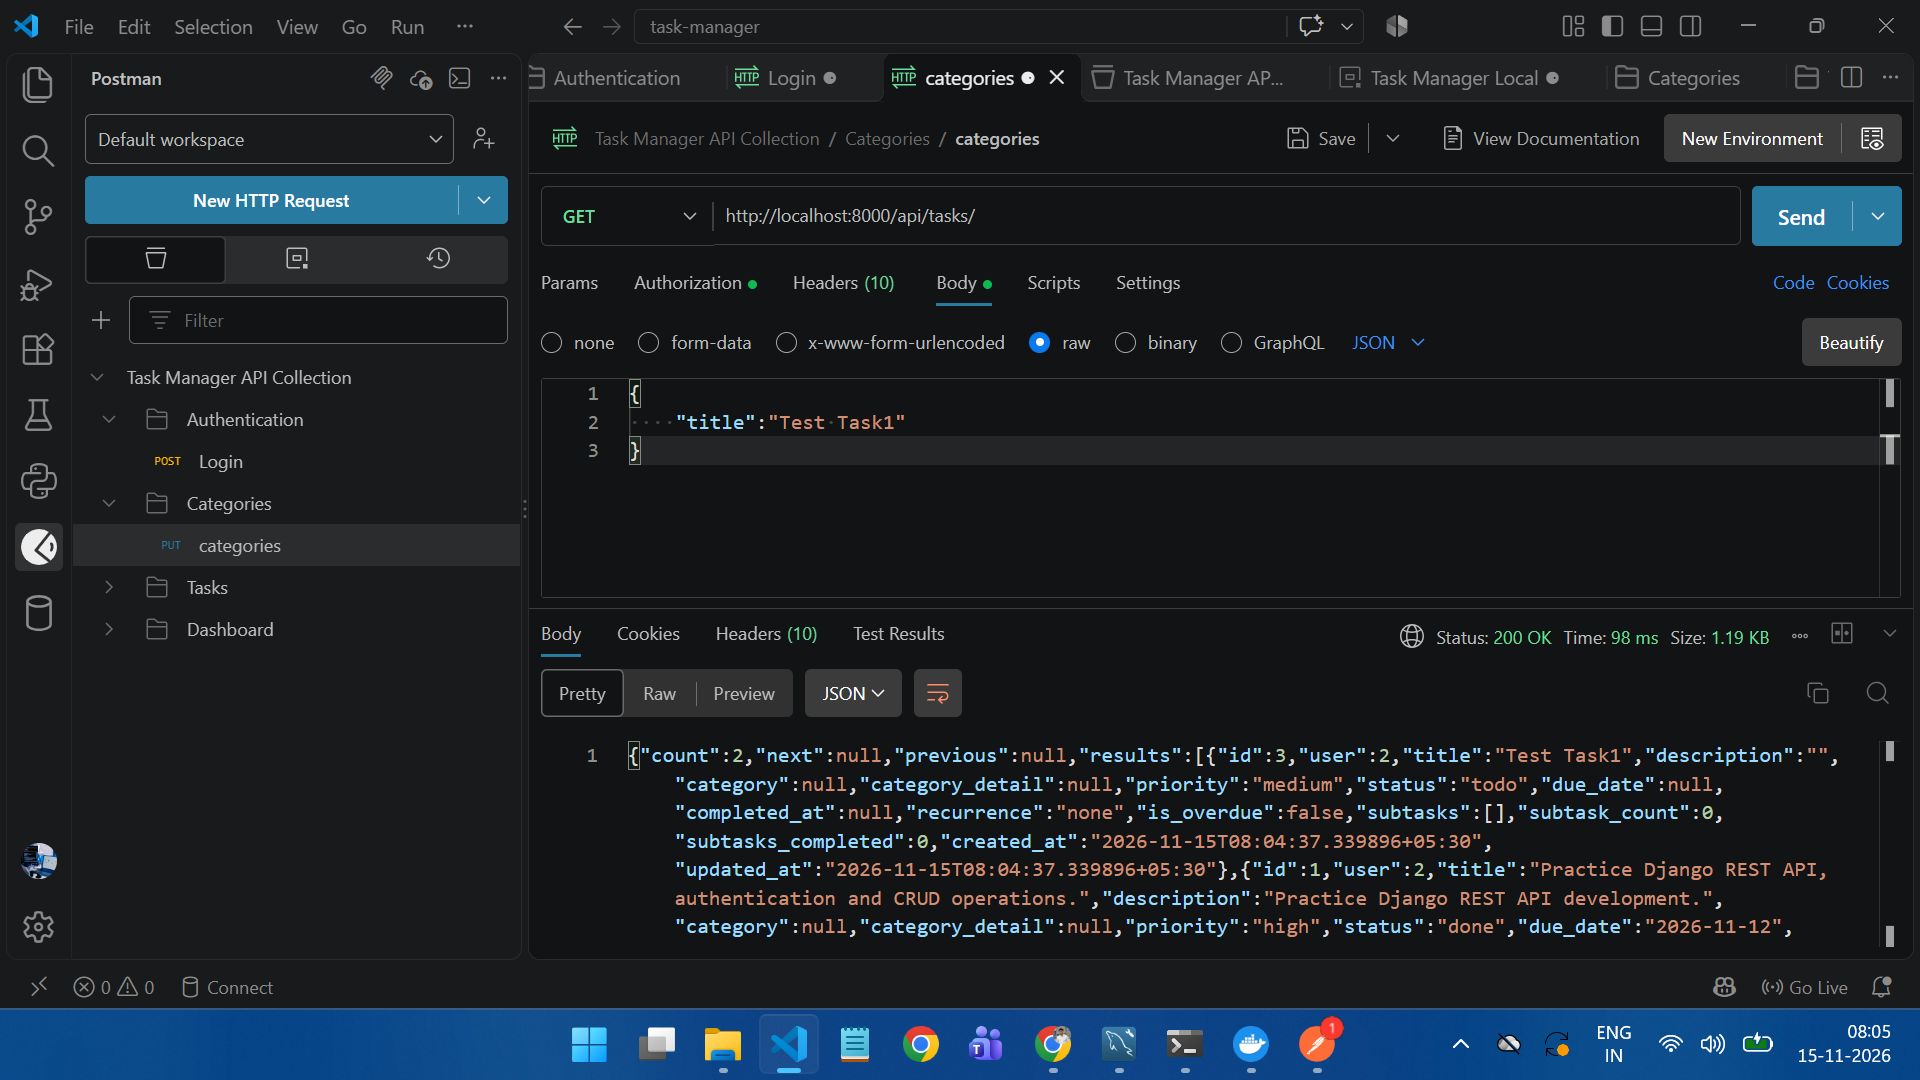 File Edit Selection View Go Run ···
task-manager
Postman
Authentication
HTTP Login
HTTP categories
Task Manager AP...
Task Manager Local
Categories
Default workspace
HTTP Task Manager API Collection / Categories / categories
Save
View Documentation
New Environment
New HTTP Request
GET
http://localhost:8000/api/tasks/
Send
Params Authorization Headers (10) Body Scripts Settings
Code Cookies
Filter
none form-data x-www-form-urlencoded raw binary GraphQL JSON
Beautify
Task Manager API Collection
Authentication
POST Login
Categories
PUT categories
Tasks
Dashboard
1 {
2 ····"title":"Test·Task1"
3 }
Body Cookies Headers (10) Test Results
Status: 200 OK Time: 98 ms Size: 1.19 KB
Pretty Raw Preview JSON
1 {"count":2,"next":null,"previous":null,"results":[{"id":3,"user":2,"title":"Test Task1","description":"",
"category":null,"category_detail":null,"priority":"medium","status":"todo","due_date":null,
"completed_at":null,"recurrence":"none","is_overdue":false,"subtasks":[],"subtask_count":0,
"subtasks_completed":0,"created_at":"2026-11-15T08:04:37.339896+05:30",
"updated_at":"2026-11-15T08:04:37.339896+05:30"},{"id":1,"user":2,"title":"Practice Django REST API,
authentication and CRUD operations.","description":"Practice Django REST API development.",
"category":null,"category_detail":null,"priority":"high","status":"done","due_date":"2026-11-12",
0 0 Connect
Go Live
T
1
ENG
IN
08:05
15-11-2026